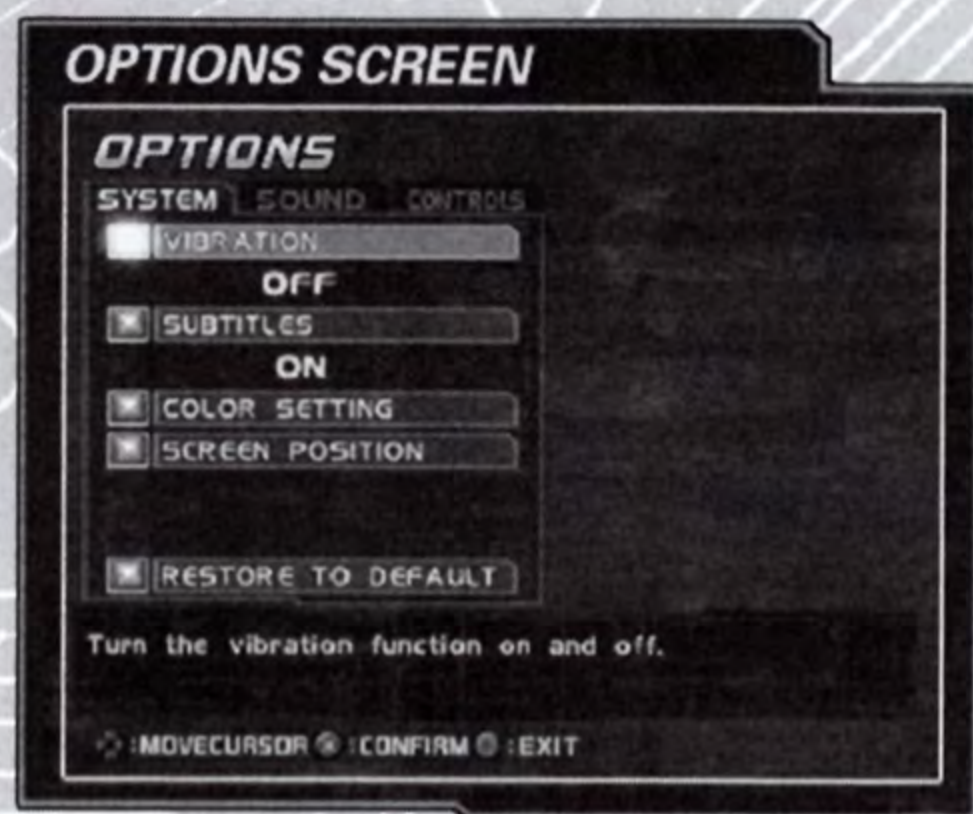 OPTIONS SCREEN
OPTIONS
SYSTEM SOUND CONTROLS
VIBRATION
OFF
SUBTITLES
ON
COLOR SETTING
SCREEN POSITION
RESTORE TO DEFAULT
Turn the vibration function on and off.
:MOVECURSOR :CONFIRM :EXIT